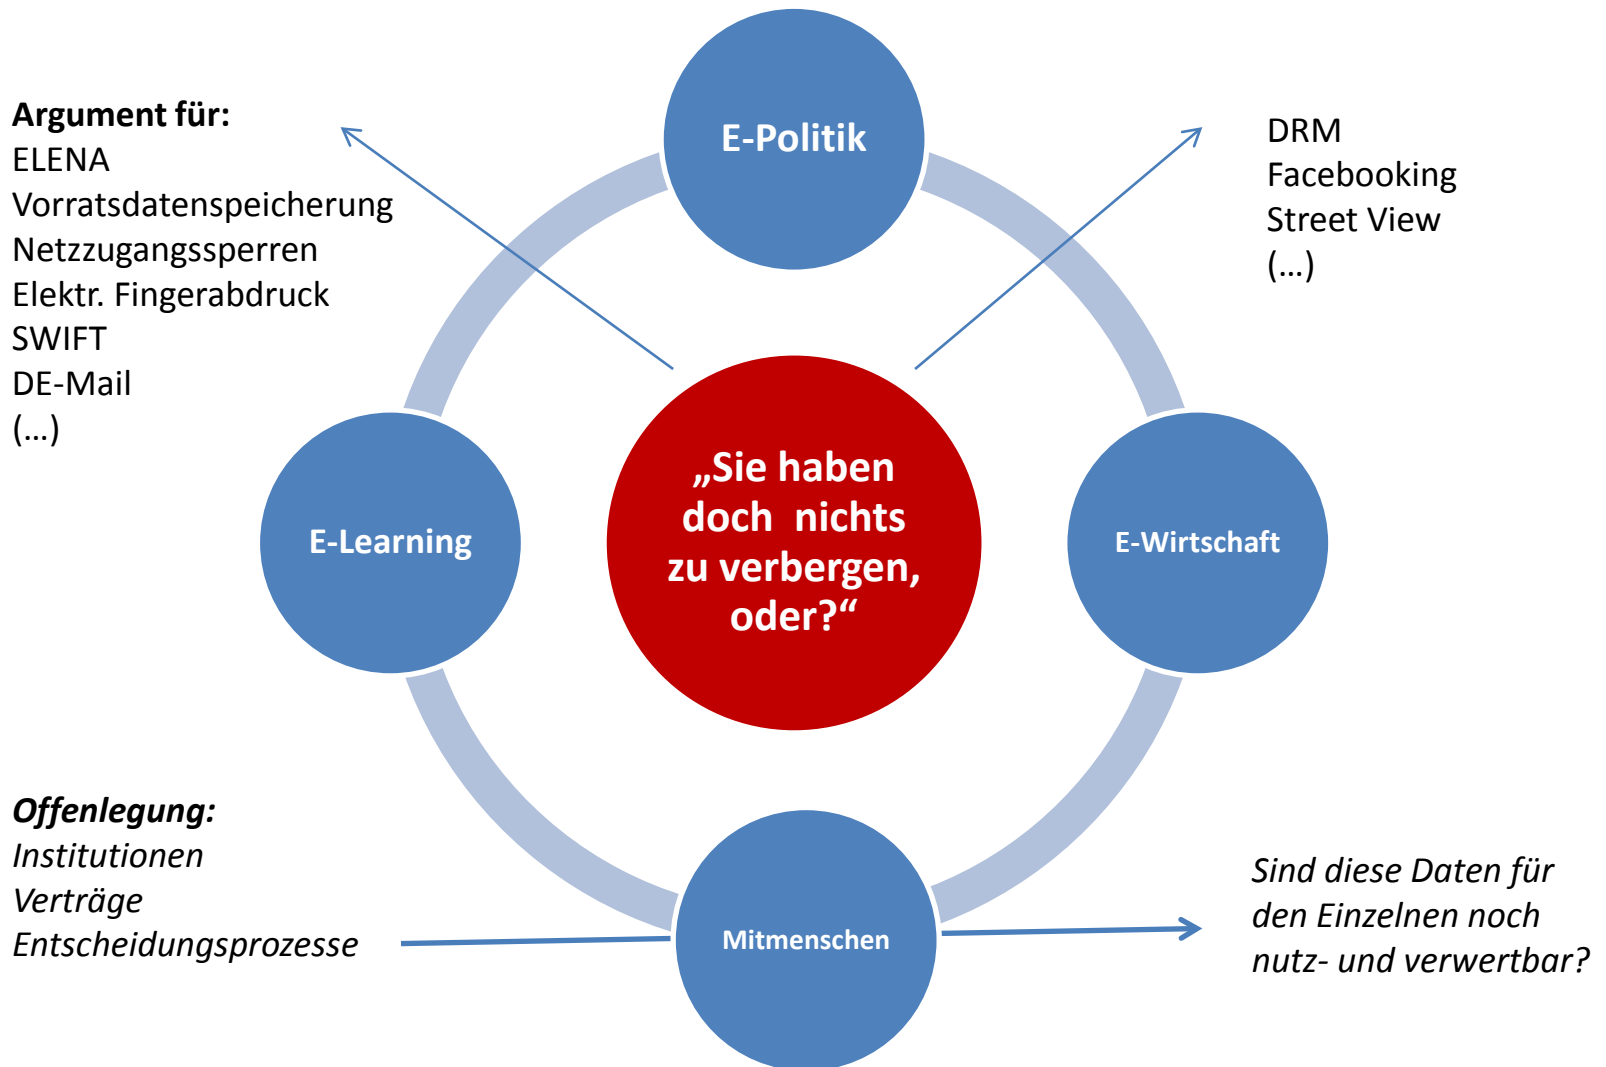 Argument für:
ELENA
Vorratsdatenspeicherung
Netzzugangssperren
Elektr. Fingerabdruck
SWIFT
DE-Mail
(...)
E-Politik
DRM
Facebooking
Street View
(...)
E-Learning
„Sie haben
doch nichts
zu verbergen,
oder?“
E-Wirtschaft
Offenlegung:
Institutionen
Verträge
Entscheidungsprozesse
Mitmenschen
Sind diese Daten für
den Einzelnen noch
nutz- und verwertbar?